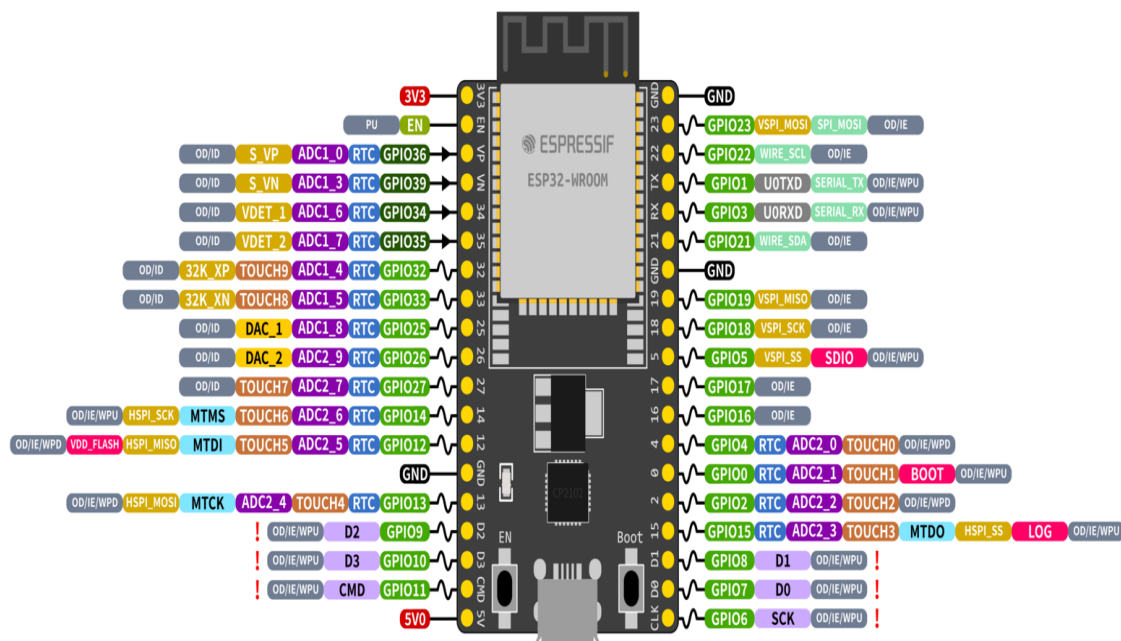 3V3 3V3 GND GND
PU EN EN 23 GPIO23 VSPI_MOSI SPI_MOSI OD/IE
OD/ID S_VP ADC1_0 RTC GPIO36 VP 22 GPIO22 WIRE_SCL OD/IE
OD/ID S_VN ADC1_3 RTC GPIO39 VN TX GPIO1 U0TXD SERIAL_TX OD/IE/WPU
OD/ID VDET_1 ADC1_6 RTC GPIO34 34 RX GPIO3 U0RXD SERIAL_RX OD/IE/WPU
OD/ID VDET_2 ADC1_7 RTC GPIO35 35 21 GPIO21 WIRE_SDA OD/IE
OD/ID 32K_XP TOUCH9 ADC1_4 RTC GPIO32 32 GND GND
OD/ID 32K_XN TOUCH8 ADC1_5 RTC GPIO33 33 19 GPIO19 VSPI_MISO OD/IE
OD/ID DAC_1 ADC1_8 RTC GPIO25 25 18 GPIO18 VSPI_SCK OD/IE
OD/ID DAC_2 ADC2_9 RTC GPIO26 26 5 GPIO5 VSPI_SS SDIO OD/IE/WPU
OD/ID TOUCH7 ADC2_7 RTC GPIO27 27 17 GPIO17 OD/IE
OD/IE/WPU HSPI_SCK MTMS TOUCH6 ADC2_6 RTC GPIO14 14 16 GPIO16 OD/IE
OD/IE/WPD VDD_FLASH HSPI_MISO MTDI TOUCH5 ADC2_5 RTC GPIO12 12 4 GPIO4 RTC ADC2_0 TOUCH0 OD/IE/WPD
GND GND 0 GPIO0 RTC ADC2_1 TOUCH1 BOOT OD/IE/WPU
OD/IE/WPD HSPI_MOSI MTCK ADC2_4 TOUCH4 RTC GPIO13 13 2 GPIO2 RTC ADC2_2 TOUCH2 OD/IE/WPD
! OD/IE/WPU D2 GPIO9 D2 15 GPIO15 RTC ADC2_3 TOUCH3 MTDO HSPI_SS LOG OD/IE/WPU
! OD/IE/WPU D3 GPIO10 D3 D1 GPIO8 D1 OD/IE/WPU !
! OD/IE/WPU CMD GPIO11 CMD D0 GPIO7 D0 OD/IE/WPU !
5V0 5V CLK GPIO6 SCK OD/IE/WPU !
ESPRESSIF
ESP32-WROOM
CP2102
EN Boot